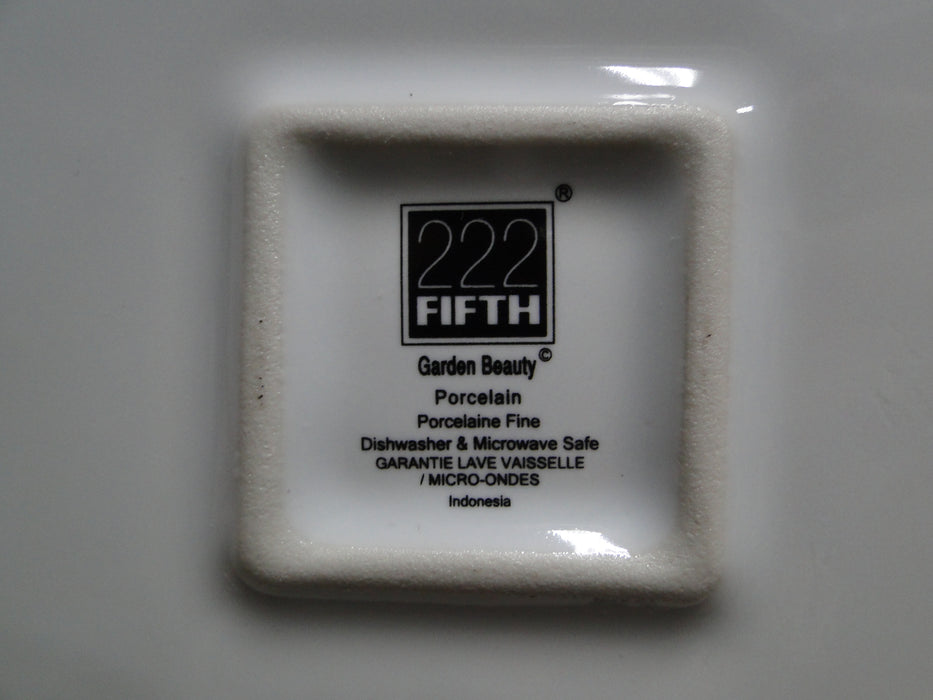 ®
222
FIFTH
Garden Beauty©
Porcelain
Porcelaine Fine
Dishwasher & Microwave Safe
GARANTIE LAVE VAISSELLE
/ MICRO-ONDES
Indonesia